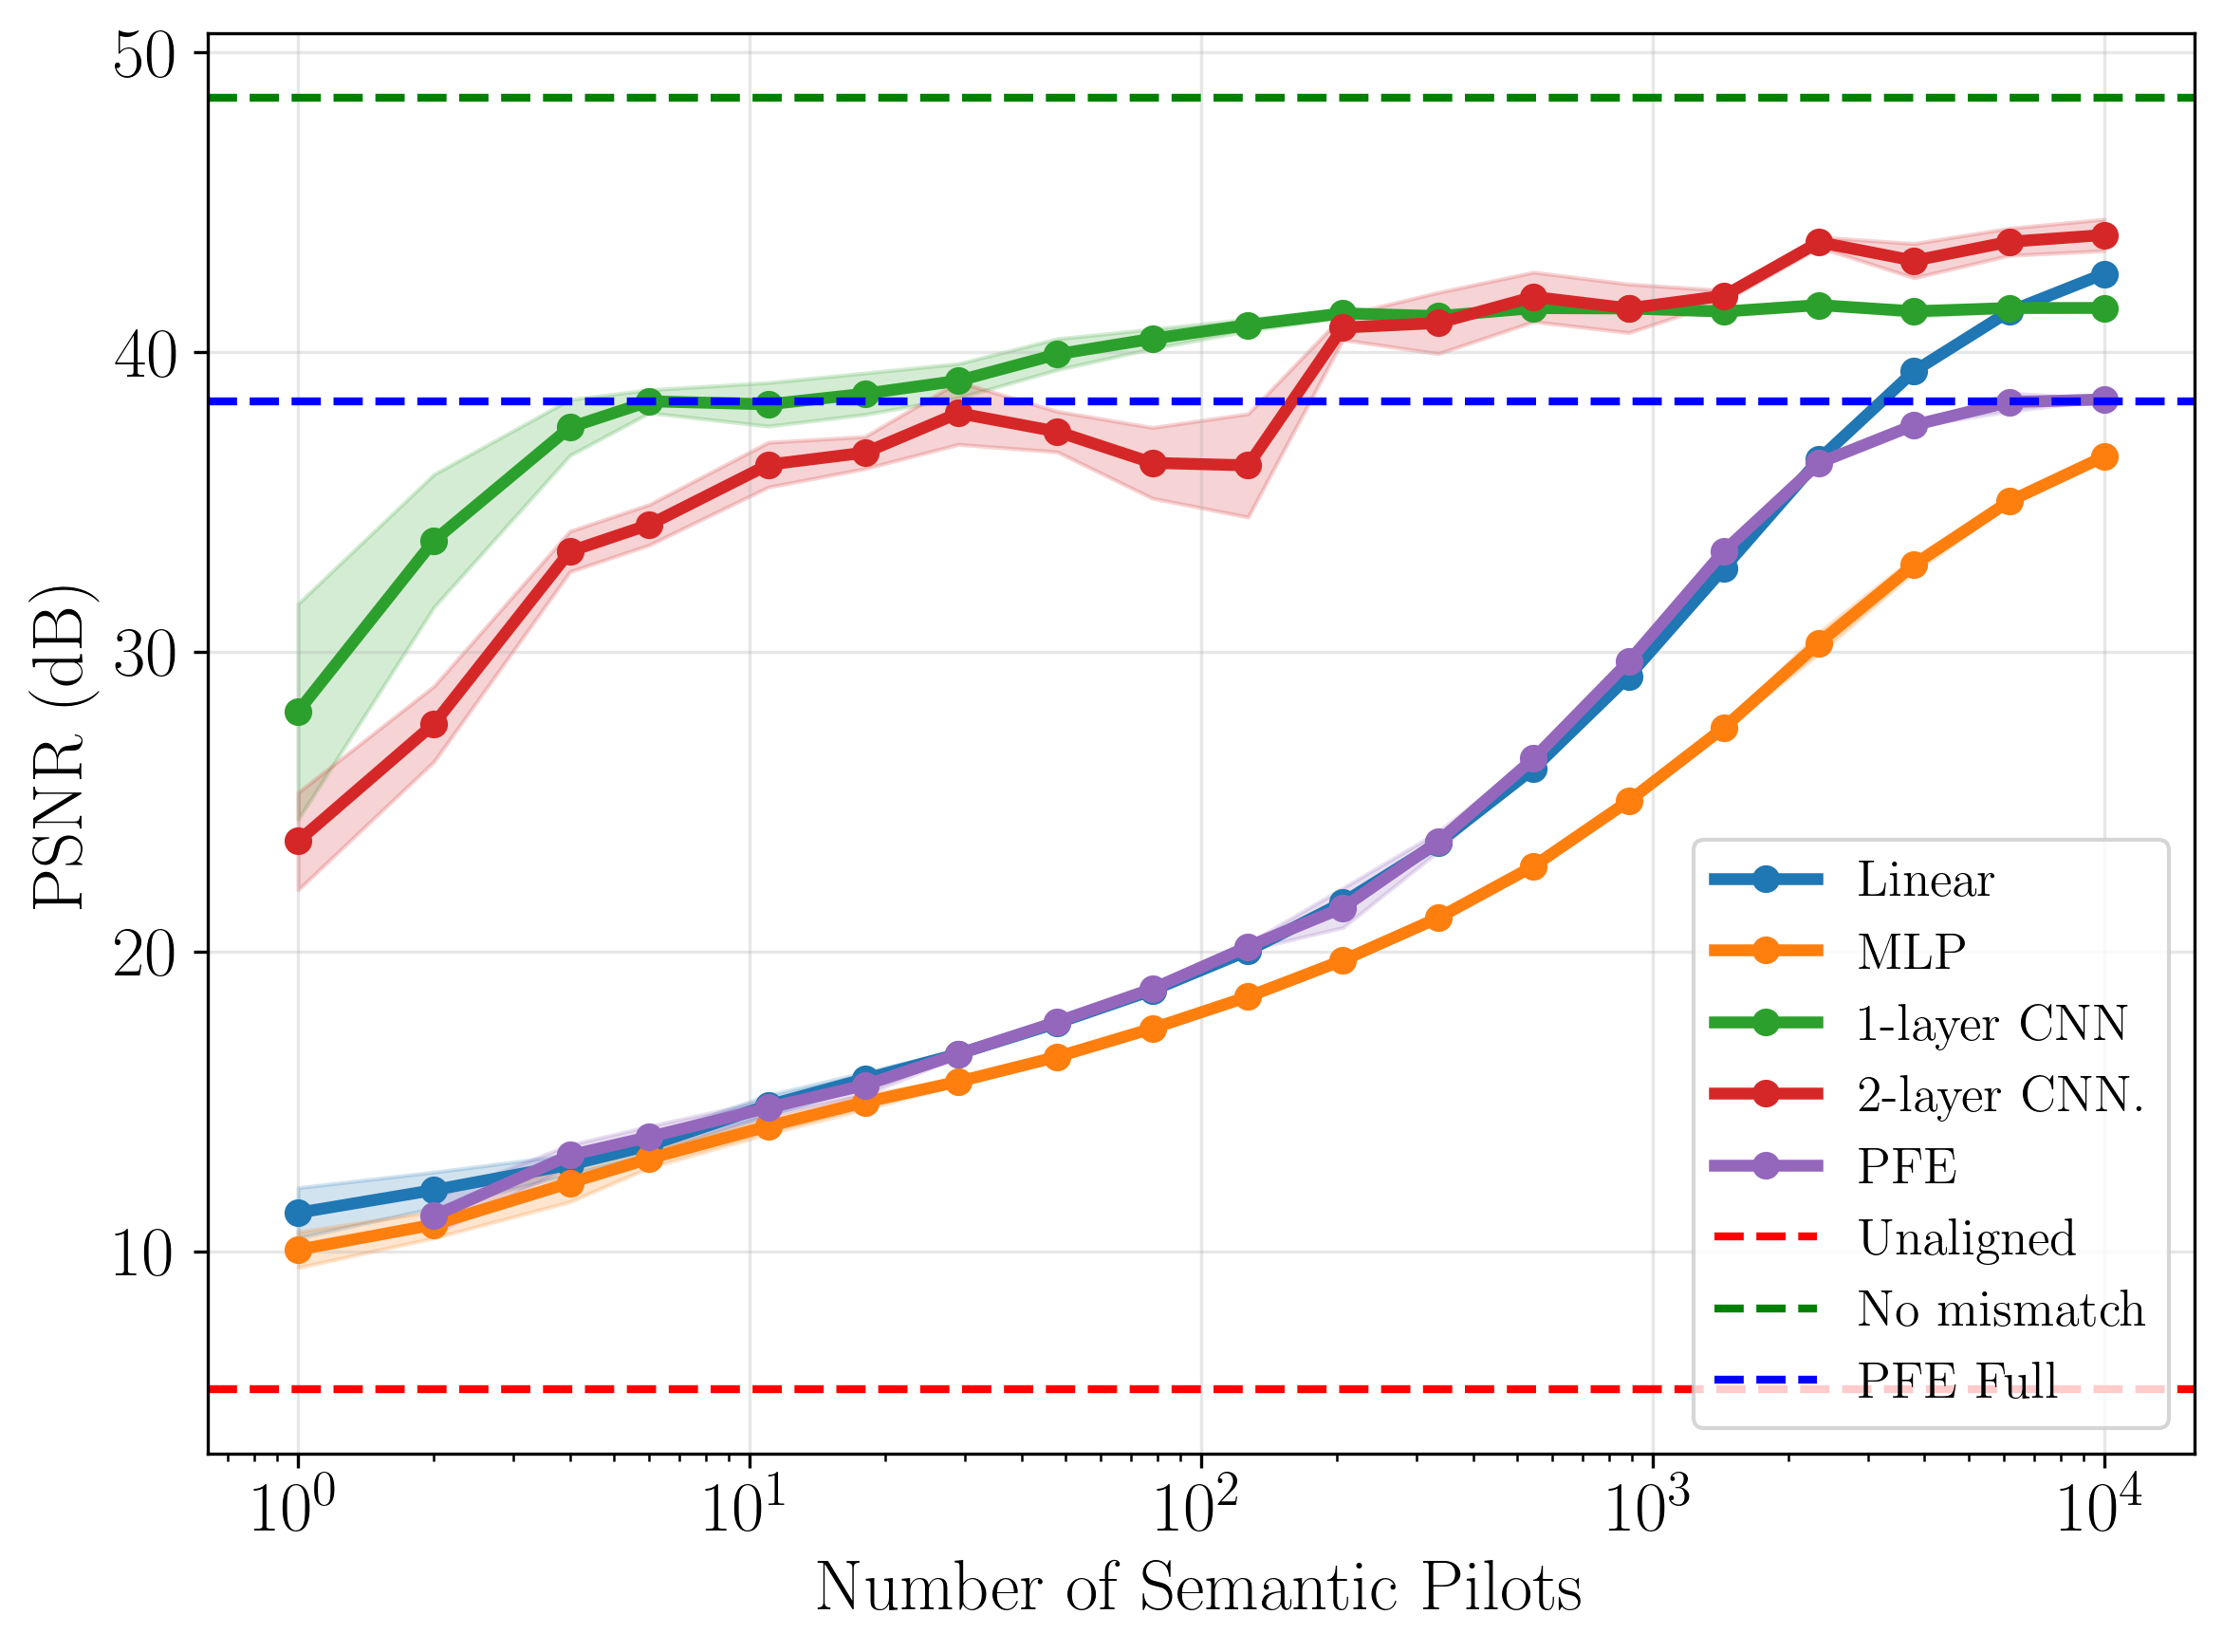 50
40
30
20
10
PSNR (dB)
10^0
10^1
10^2
10^3
10^4
Number of Semantic Pilots
Linear
MLP
1-layer CNN
2-layer CNN.
PFE
Unaligned
No mismatch
PFE Full